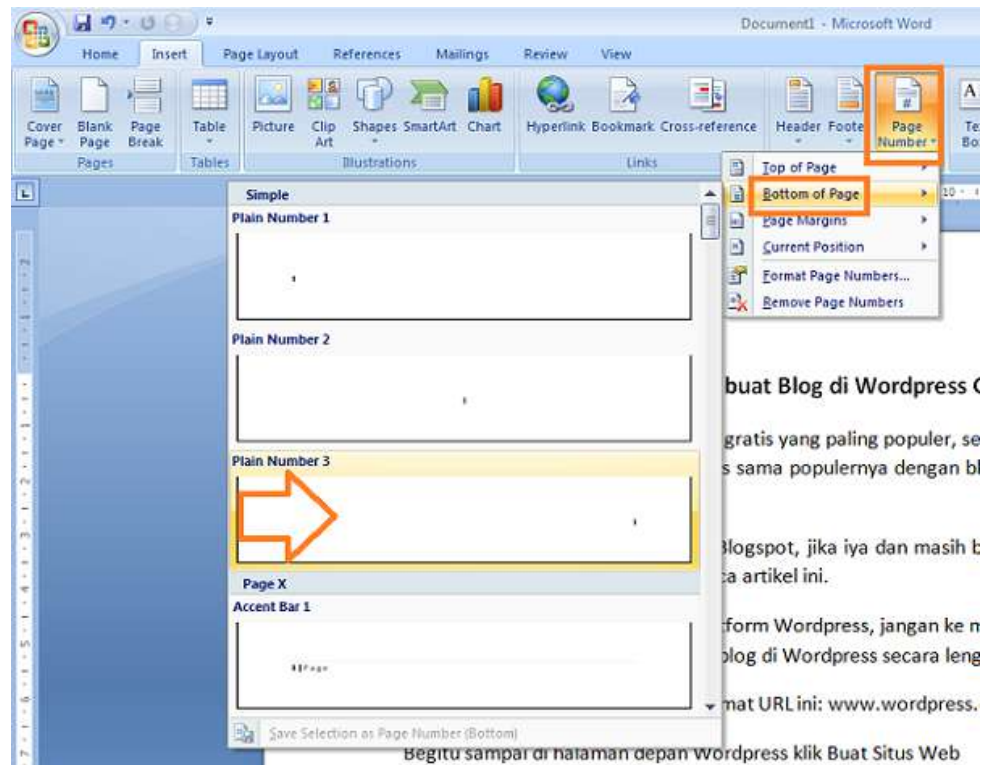 Document1 - Microsoft Word
Home Insert Page Layout References Mailings Review View
Cover Page Blank Page Page Break Table Picture Clip Art Shapes SmartArt Chart Hyperlink Bookmark Cross-reference Header Foote Page Number Te Bo
Pages Tables Illustrations Links
Top of Page
Bottom of Page
Page Margins
Current Position
Format Page Numbers...
Remove Page Numbers
Simple
Plain Number 1
Plain Number 2
Plain Number 3
Page X
Accent Bar 1
Save Selection as Page Number (Bottom)
buat Blog di Wordpress
gratis yang paling populer, se
s sama populernya dengan bl
Blogspot, jika iya dan masih b
ca artikel ini.
form Wordpress, jangan ke m
blog di Wordpress secara leng
mat URL ini: www.wordpress.
Begitu sampai di halaman depan Wordpress klik Buat Situs Web